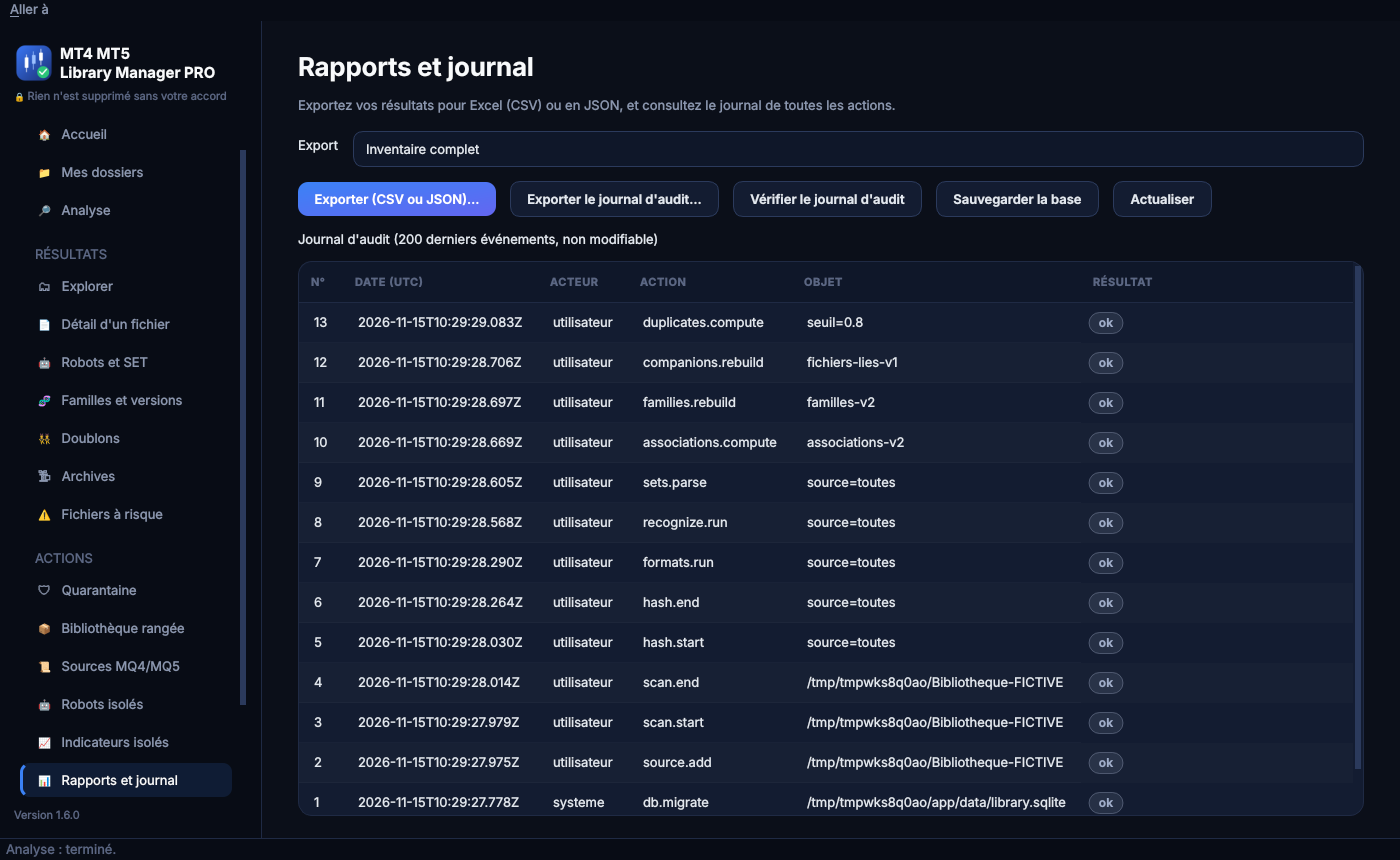 Aller à
MT4 MT5
Library Manager PRO
Rien n'est supprimé sans votre accord
Accueil
Mes dossiers
Analyse
RÉSULTATS
Explorer
Détail d'un fichier
Robots et SET
Familles et versions
Doublons
Archives
Fichiers à risque
ACTIONS
Quarantaine
Bibliothèque rangée
Sources MQ4/MQ5
Robots isolés
Indicateurs isolés
Rapports et journal
Version 1.6.0
Rapports et journal
Exportez vos résultats pour Excel (CSV) ou en JSON, et consultez le journal de toutes les actions.
Export Inventaire complet
Exporter (CSV ou JSON)... Exporter le journal d'audit... Vérifier le journal d'audit Sauvegarder la base Actualiser
Journal d'audit (200 derniers événements, non modifiable)
N° DATE (UTC) ACTEUR ACTION OBJET RÉSULTAT
13 2026-11-15T10:29:29.083Z utilisateur duplicates.compute seuil=0.8 ok
12 2026-11-15T10:29:28.706Z utilisateur companions.rebuild fichiers-lies-v1 ok
11 2026-11-15T10:29:28.697Z utilisateur families.rebuild familles-v2 ok
10 2026-11-15T10:29:28.669Z utilisateur associations.compute associations-v2 ok
9 2026-11-15T10:29:28.605Z utilisateur sets.parse source=toutes ok
8 2026-11-15T10:29:28.568Z utilisateur recognize.run source=toutes ok
7 2026-11-15T10:29:28.290Z utilisateur formats.run source=toutes ok
6 2026-11-15T10:29:28.264Z utilisateur hash.end source=toutes ok
5 2026-11-15T10:29:28.030Z utilisateur hash.start source=toutes ok
4 2026-11-15T10:29:28.014Z utilisateur scan.end /tmp/tmpwks8q0ao/Bibliotheque-FICTIVE ok
3 2026-11-15T10:29:27.979Z utilisateur scan.start /tmp/tmpwks8q0ao/Bibliotheque-FICTIVE ok
2 2026-11-15T10:29:27.975Z utilisateur source.add /tmp/tmpwks8q0ao/Bibliotheque-FICTIVE ok
1 2026-11-15T10:29:27.778Z systeme db.migrate /tmp/tmpwks8q0ao/app/data/library.sqlite ok
Analyse : terminé.